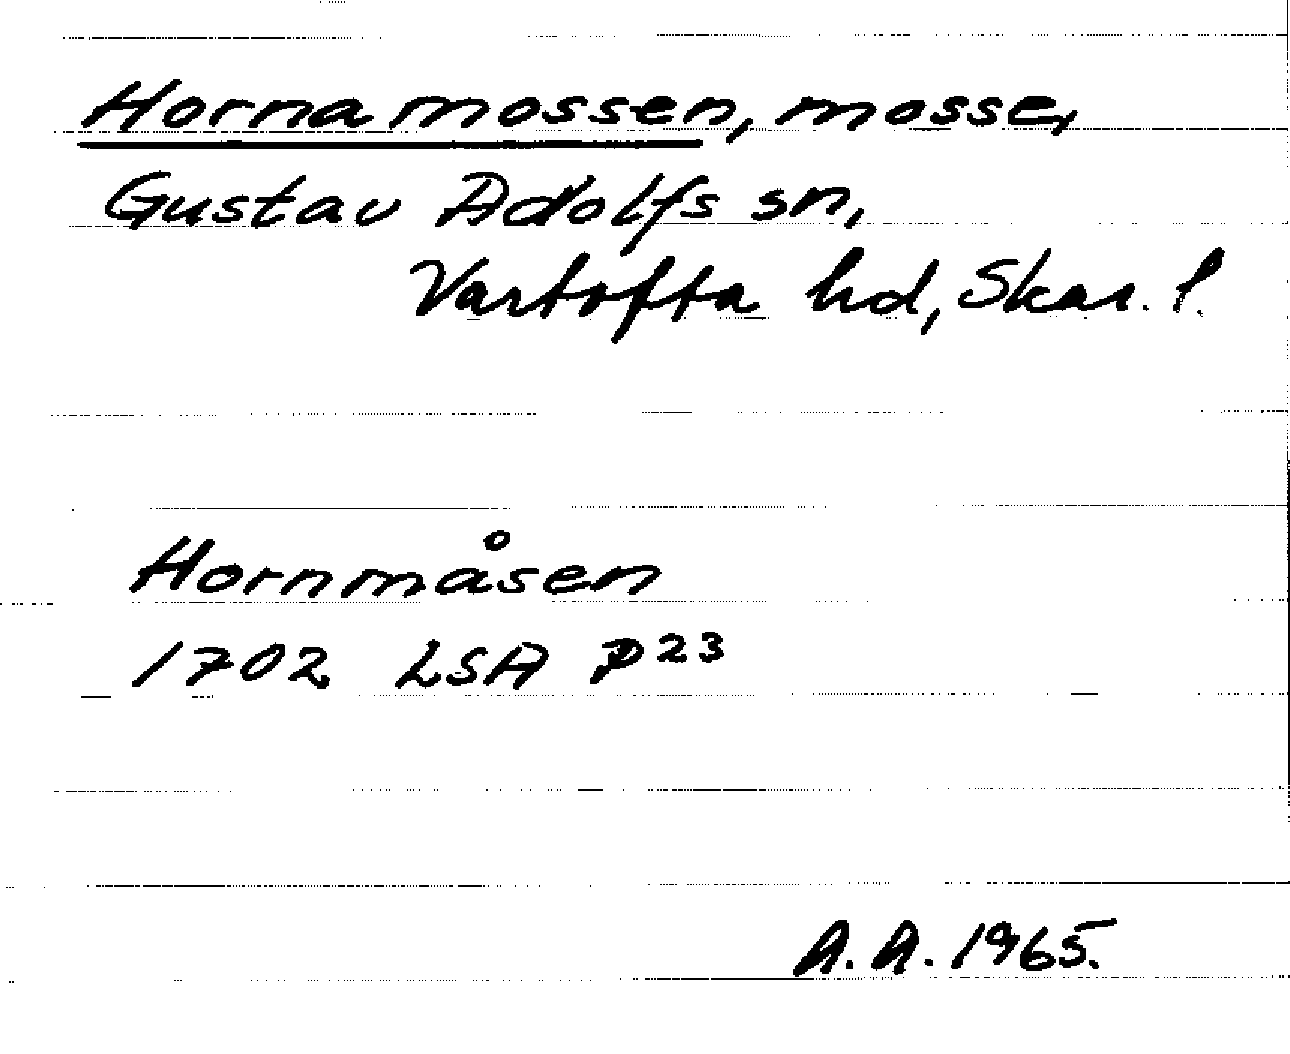 Hornamossen, mosse,
Gustav Adolfs sn,
Vartofta hd, Skar. l.
Hornmåsen
1702 LSA P23
A.A. 1965.